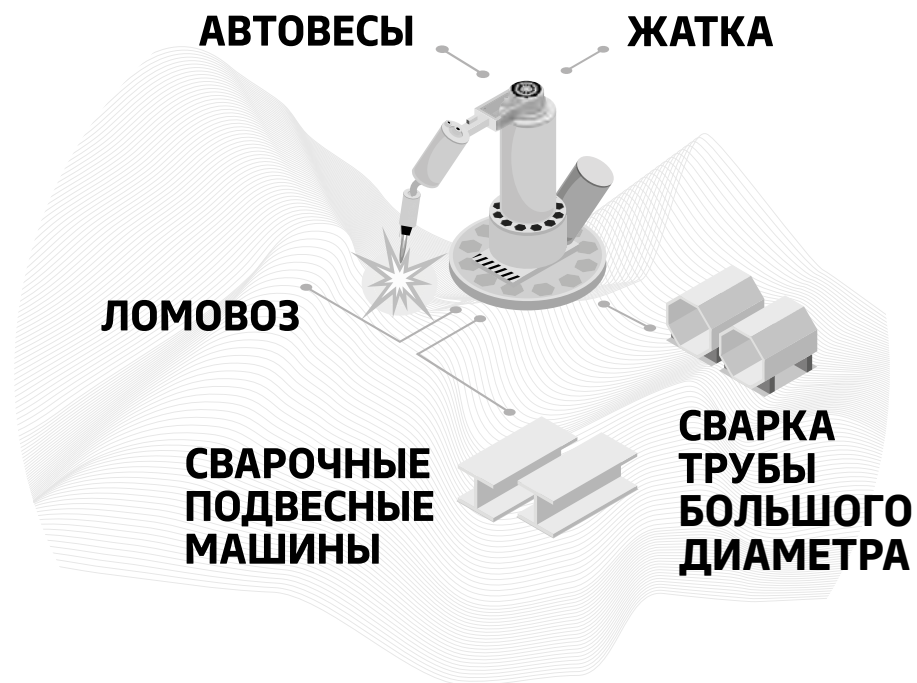 АВТОВЕСЫ
ЖАТКА
ЛОМОВОЗ
СВАРОЧНЫЕ
ПОДВЕСНЫЕ
МАШИНЫ
СВАРКА
ТРУБЫ
БОЛЬШОГО
ДИАМЕТРА